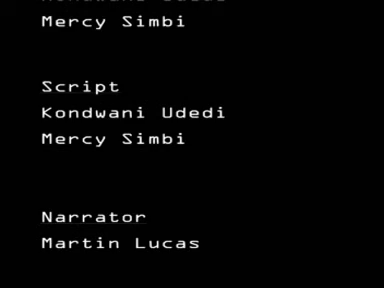 Mercy Simbi
Script
Kondwani Udedi
Mercy Simbi
Narrator
Martin Lucas